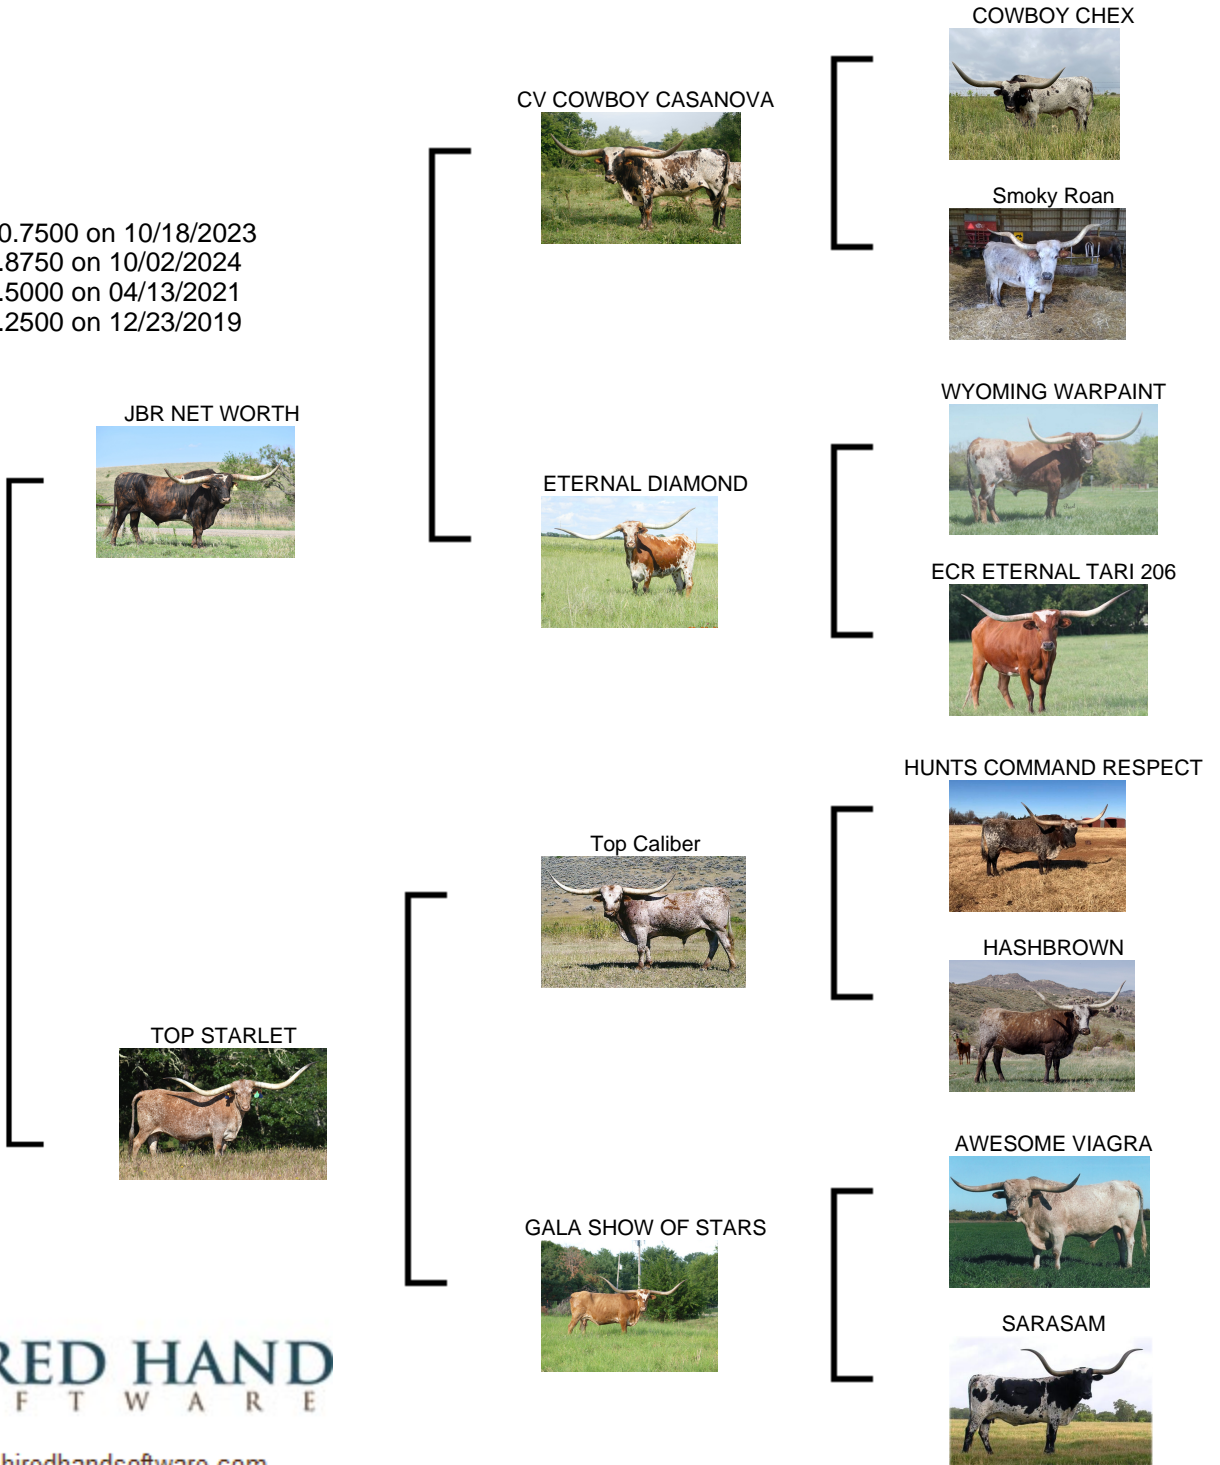 COWBOY CHEX
CV COWBOY CASANOVA
Smoky Roan
0.7500 on 10/18/2023
.8750 on 10/02/2024
.5000 on 04/13/2021
.2500 on 12/23/2019
WYOMING WARPAINT
JBR NET WORTH
ETERNAL DIAMOND
ECR ETERNAL TARI 206
HUNTS COMMAND RESPECT
Top Caliber
HASHBROWN
TOP STARLET
AWESOME VIAGRA
GALA SHOW OF STARS
SARASAM
RED HAND
F T W A R E
hiredhandsoftware.com